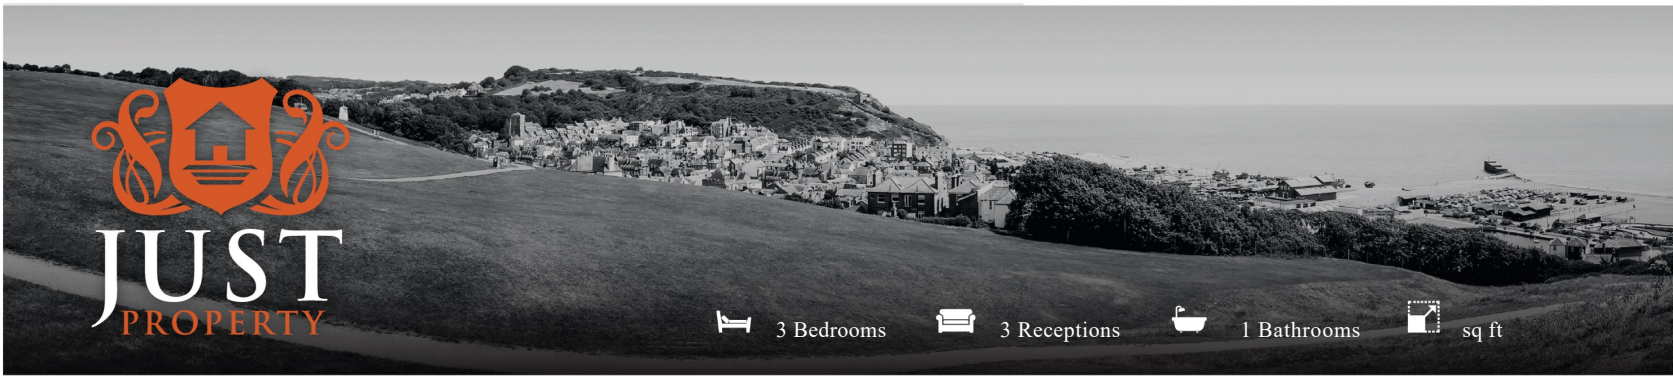 JUST
PROPERTY
3 Bedrooms
3 Receptions
1 Bathrooms
sq ft